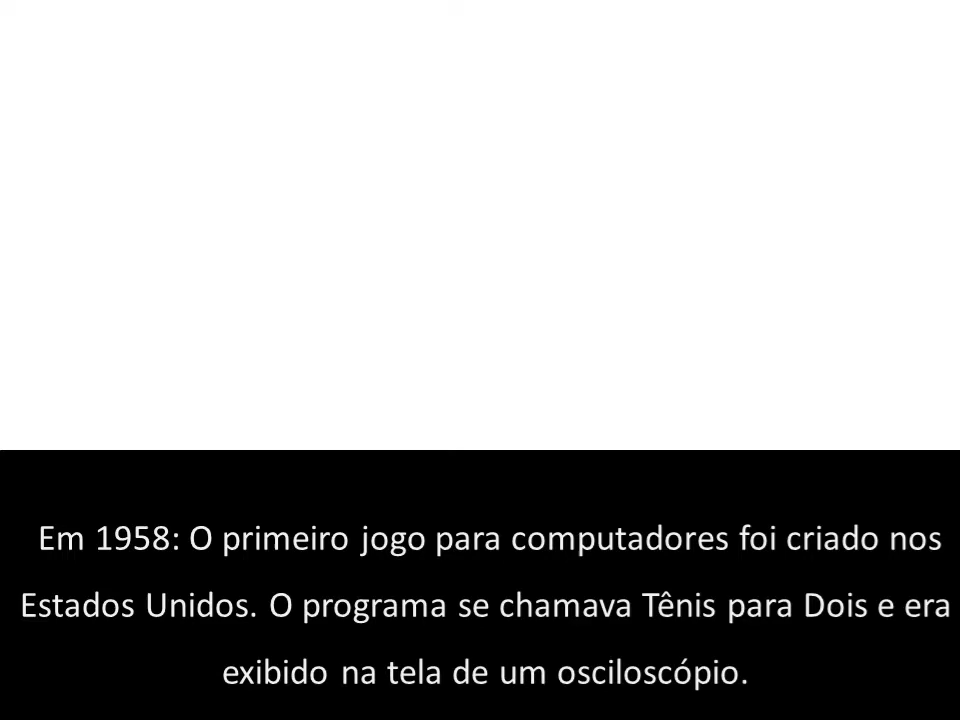 Em 1958: O primeiro jogo para computadores foi criado nos
Estados Unidos. O programa se chamava Tênis para Dois e era
exibido na tela de um osciloscópio.